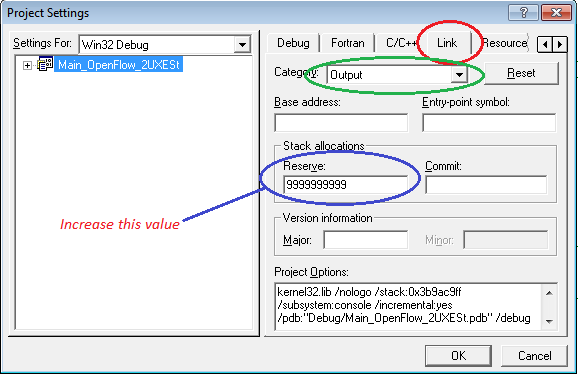 Project Settings
Settings For: Win32 Debug
Main_OpenFlow_2UXESt
Debug Fortran C/C++ Link Resource
Category: Output Reset
Base address: Entry-point symbol:
Stack allocations
Reserve: Commit:
9999999999
Increase this value
Version information
Major: Minor:
Project Options:
kernel32.lib /nologo /stack:0x3b9ac9ff
/subsystem:console /incremental:yes
/pdb:"Debug/Main_OpenFlow_2UXESt.pdb" /debug
OK Cancel